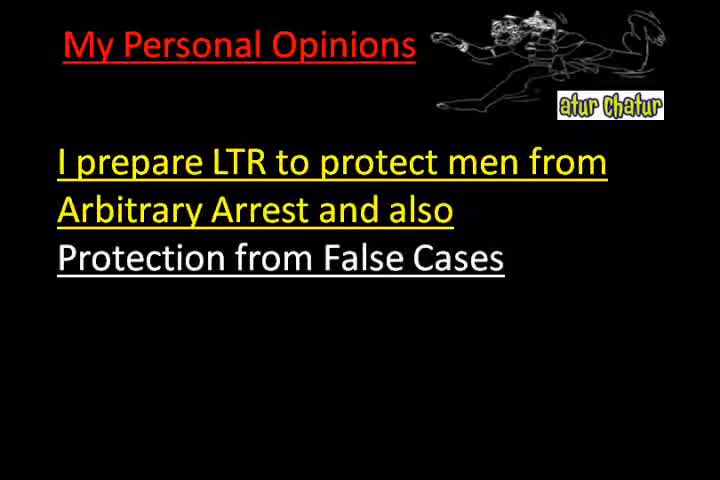 My Personal Opinions
atur chatur
I prepare LTR to protect men from
Arbitrary Arrest and also
Protection from False Cases